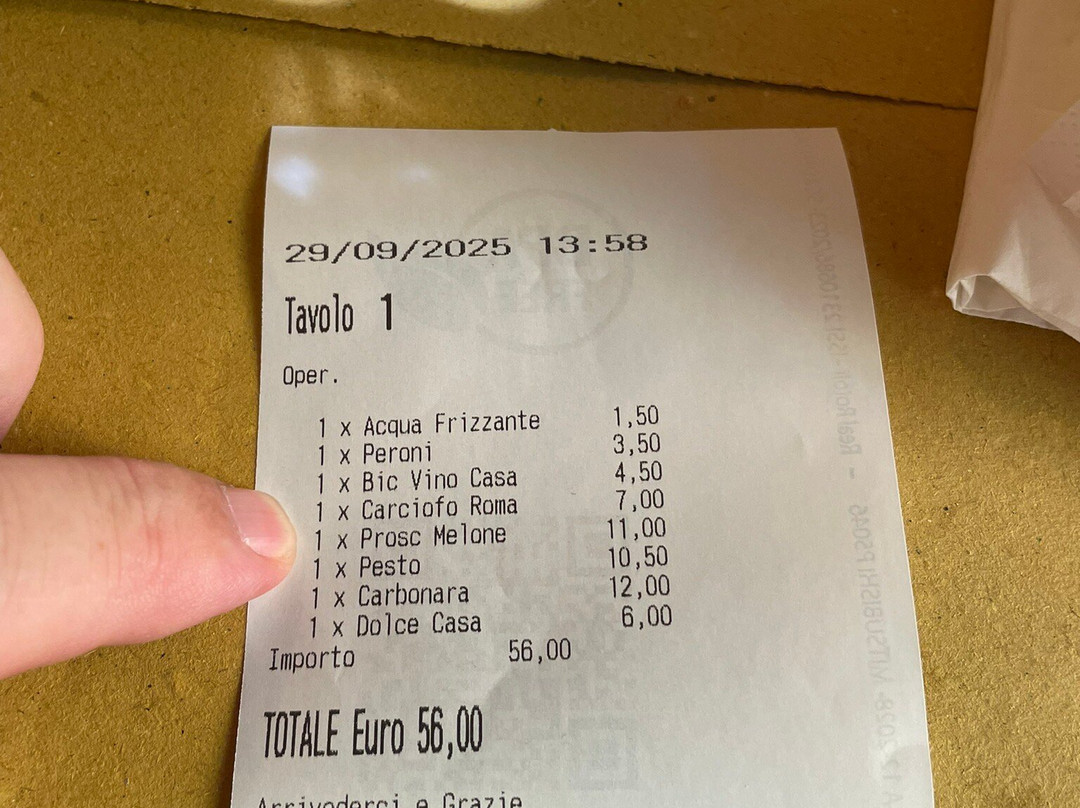 29/09/2025 13:58
Tavolo 1
Oper.
1 x Acqua Frizzante 1,50
1 x Peroni 3,50
1 x Bic Vino Casa 4,50
1 x Carciofo Roma 7,00
1 x Prosc Melone 11,00
1 x Pesto 10,50
1 x Carbonara 12,00
1 x Dolce Casa 6,00
Importo 56,00
TOTALE Euro 56,00
Arrivederci e Grazie